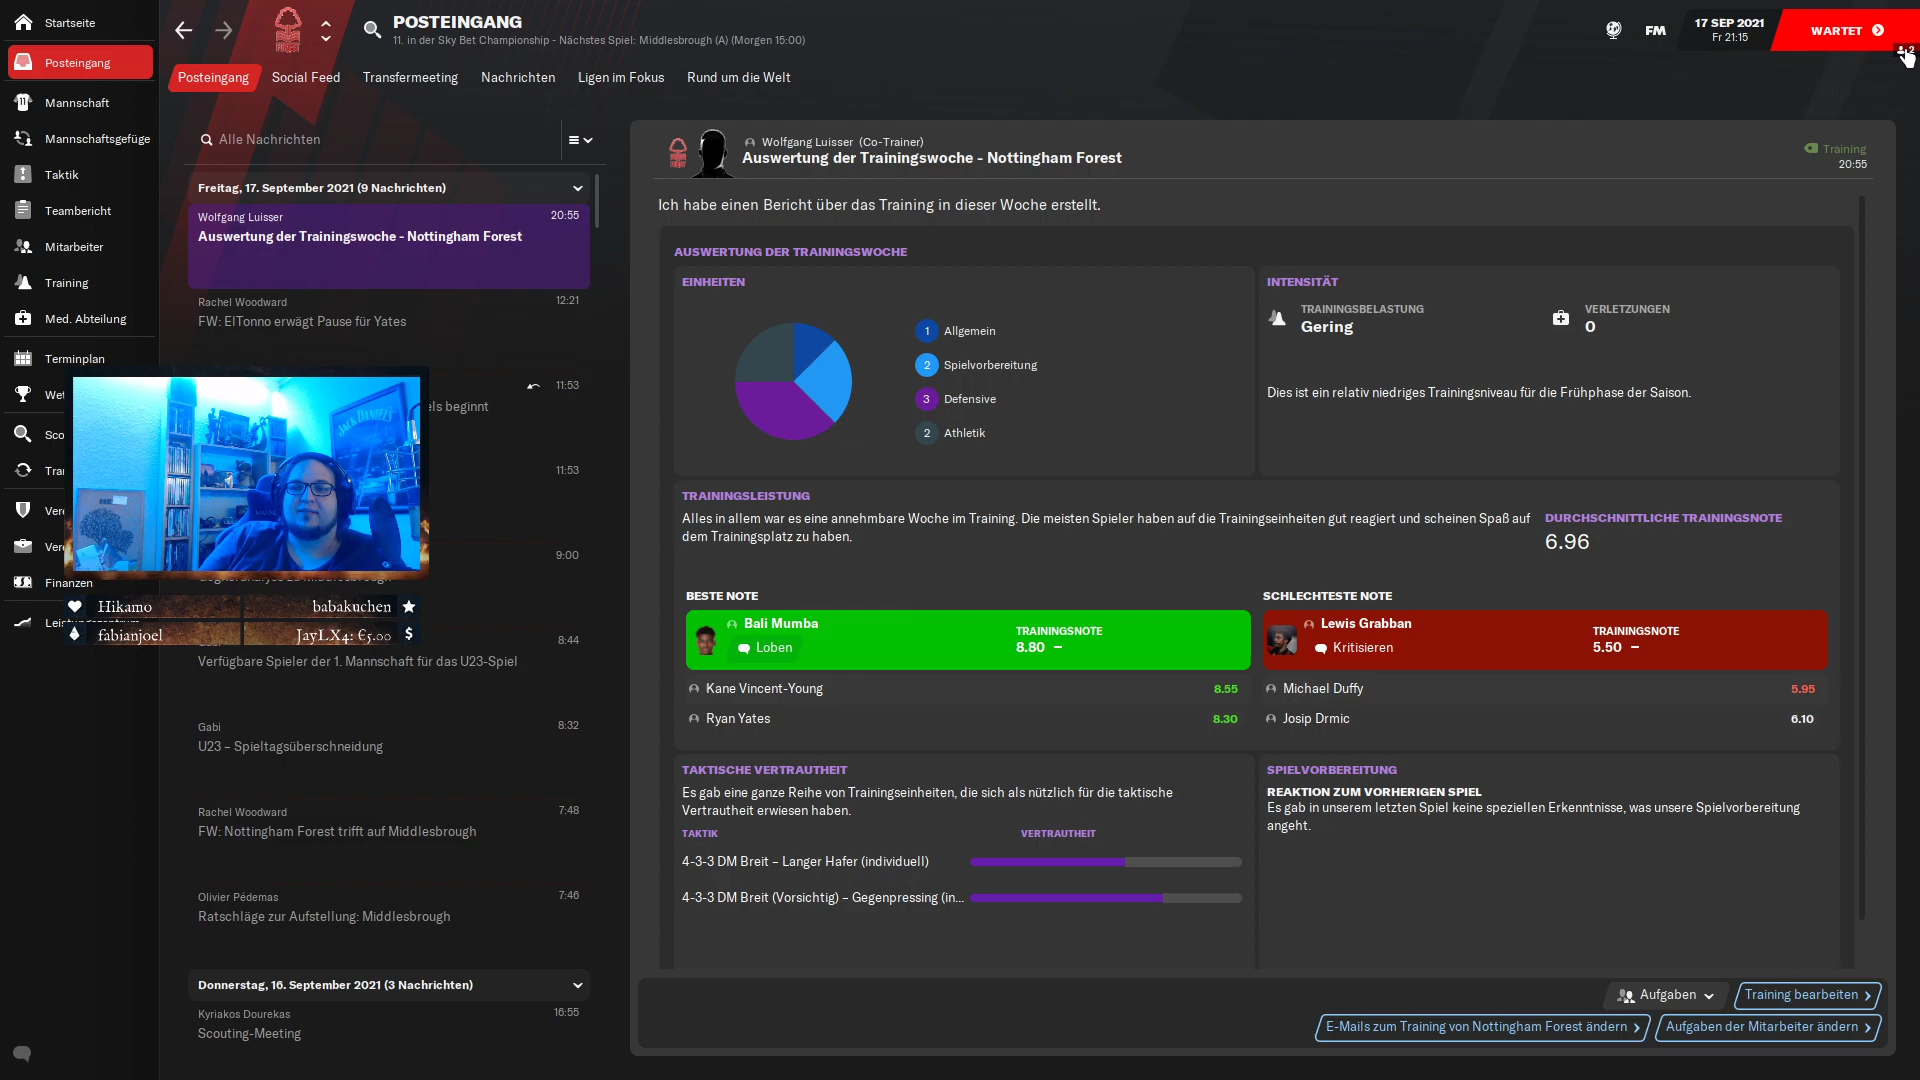 Startseite
Posteingang
Mannschaft
Mannschaftsgefüge
Taktik
Teambericht
Mitarbeiter
Training
Med. Abteilung
Terminplan
Finanzen
POSTEINGANG
11. in der Sky Bet Championship - Nächstes Spiel: Middlesbrough (A) (Morgen 15:00)
FM
17 SEP 2021
Fr 21:15
WARTET
2
Posteingang
Social Feed
Transfermeeting
Nachrichten
Ligen im Fokus
Rund um die Welt
Alle Nachrichten
Freitag, 17. September 2021 (9 Nachrichten)
Wolfgang Luisser
20:55
Auswertung der Trainingswoche - Nottingham Forest
Rachel Woodward
12:21
FW: ElTonno erwägt Pause für Yates
11:53
beginnt
11:53
9:00
JACK DANIEL'S
Hikamo
babakuchen
fabianjoel
JayLX4: €5.00
8:44
Verfügbare Spieler der 1. Mannschaft für das U23-Spiel
Gabi
8:32
U23 – Spieltagsüberschneidung
Rachel Woodward
7:48
FW: Nottingham Forest trifft auf Middlesbrough
Olivier Pédemas
7:46
Ratschläge zur Aufstellung: Middlesbrough
Donnerstag, 16. September 2021 (3 Nachrichten)
Kyriakos Dourekas
16:55
Scouting-Meeting
Wolfgang Luisser (Co-Trainer)
Auswertung der Trainingswoche - Nottingham Forest
Training
20:55
Ich habe einen Bericht über das Training in dieser Woche erstellt.
AUSWERTUNG DER TRAININGSWOCHE
EINHEITEN
1 Allgemein
2 Spielvorbereitung
3 Defensive
2 Athletik
INTENSITÄT
TRAININGSBELASTUNG
Gering
VERLETZUNGEN
0
Dies ist ein relativ niedriges Trainingsniveau für die Frühphase der Saison.
TRAININGSLEISTUNG
Alles in allem war es eine annehmbare Woche im Training. Die meisten Spieler haben auf die Trainingseinheiten gut reagiert und scheinen Spaß auf
dem Trainingsplatz zu haben.
DURCHSCHNITTLICHE TRAININGSNOTE
6.96
BESTE NOTE
Bali Mumba
Loben
TRAININGSNOTE
8.80 –
Kane Vincent-Young
8.55
Ryan Yates
8.30
SCHLECHTESTE NOTE
Lewis Grabban
Kritisieren
TRAININGSNOTE
5.50 –
Michael Duffy
5.95
Josip Drmic
6.10
TAKTISCHE VERTRAUTHEIT
Es gab eine ganze Reihe von Trainingseinheiten, die sich als nützlich für die taktische
Vertrautheit erwiesen haben.
TAKTIK
VERTRAUTHEIT
4-3-3 DM Breit – Langer Hafer (individuell)
4-3-3 DM Breit (Vorsichtig) – Gegenpressing (in...
SPIELVORBEREITUNG
REAKTION ZUM VORHERIGEN SPIEL
Es gab in unserem letzten Spiel keine speziellen Erkenntnisse, was unsere Spielvorbereitung
angeht.
Aufgaben
Training bearbeiten
E-Mails zum Training von Nottingham Forest ändern
Aufgaben der Mitarbeiter ändern